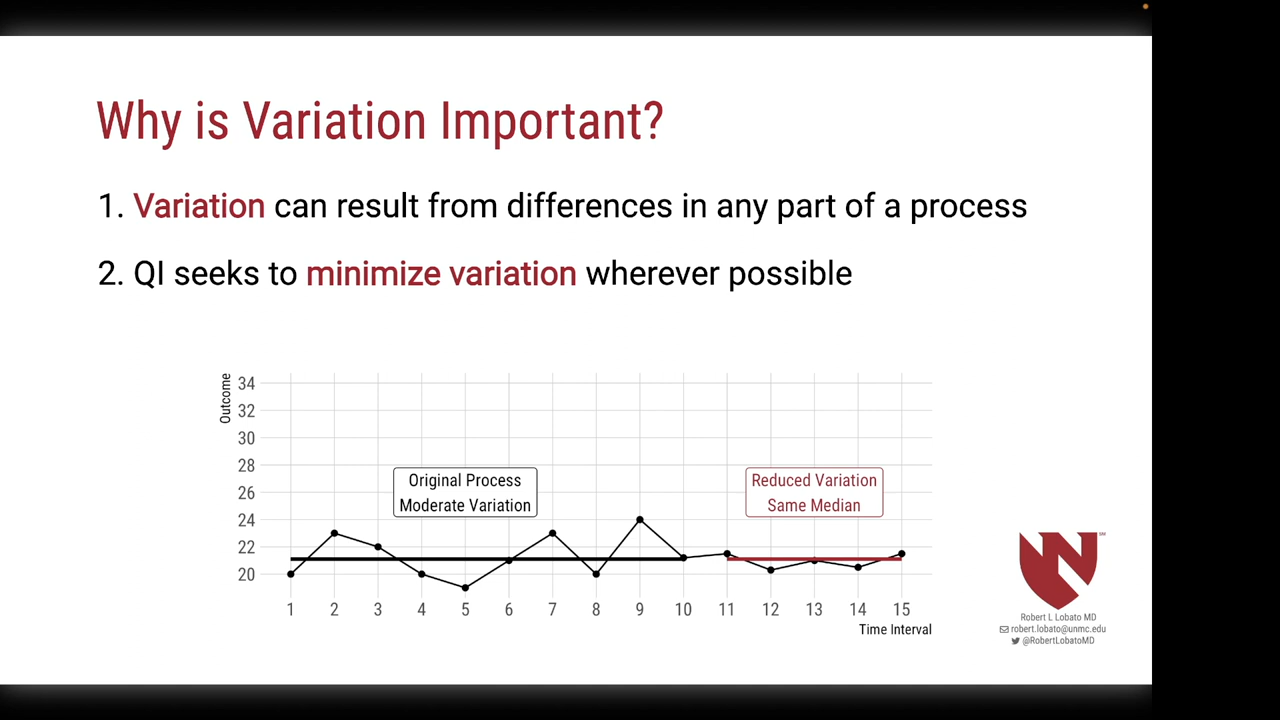 Why is Variation Important?
1. Variation can result from differences in any part of a process
2. QI seeks to minimize variation wherever possible
Outcome
34
32
30
28
26
24
22
20
Original Process
Moderate Variation
Reduced Variation
Same Median
1 2 3 4 5 6 7 8 9 10 11 12 13 14 15
Time Interval
SM
Robert L Lobato MD
robert.lobato@unmc.edu
@RobertLobatoMD